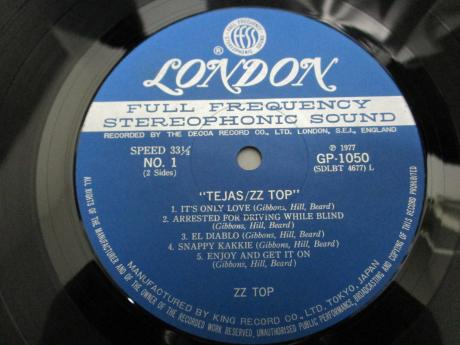 FULL FREQUENCY STEREOPHONIC SOUND
ffss
®
LONDON
FULL FREQUENCY
STEREOPHONIC SOUND
RECORDED BY THE DECCA RECORD CO., LTD. LONDON, S.E.I., ENGLAND
SPEED 33⅓
NO. 1
(2 Sides)
℗ 1977
GP-1050
(SDLBT 4677) L
"TEJAS/ZZ TOP"
1. IT'S ONLY LOVE (Gibbons, Hill, Beard)
2. ARRESTED FOR DRIVING WHILE BLIND
(Gibbons, Hill, Beard)
3. EL DIABLO (Gibbons, Hill, Beard)
4. SNAPPY KAKKIE (Gibbons, Hill, Beard)
5. ENJOY AND GET IT ON
(Gibbons, Hill, Beard)
ZZ TOP
MANUFACTURED BY KING RECORD CO., LTD, TOKYO, JAPAN
ALL RIGHTS OF THE MANUFACTURER AND OF THE OWNER OF THE RECORDED WORK RESERVED, UNAUTHORISED PUBLIC PERFORMANCE, BROADCASTING AND COPYING OF THIS RECORD PROHIBITED